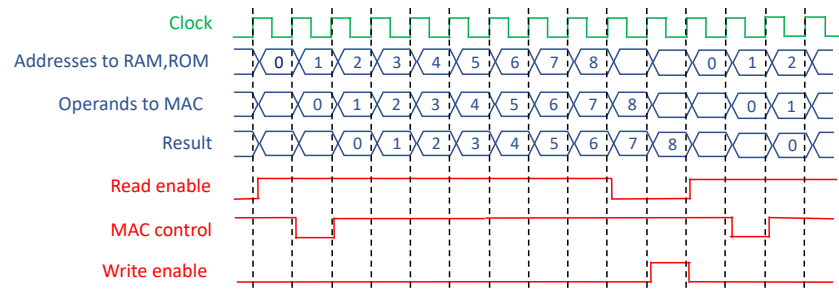 Clock
Addresses to RAM,ROM 0 1 2 3 4 5 6 7 8 0 1 2
Operands to MAC 0 1 2 3 4 5 6 7 8 0 1
Result 0 1 2 3 4 5 6 7 8 0
Read enable
MAC control
Write enable